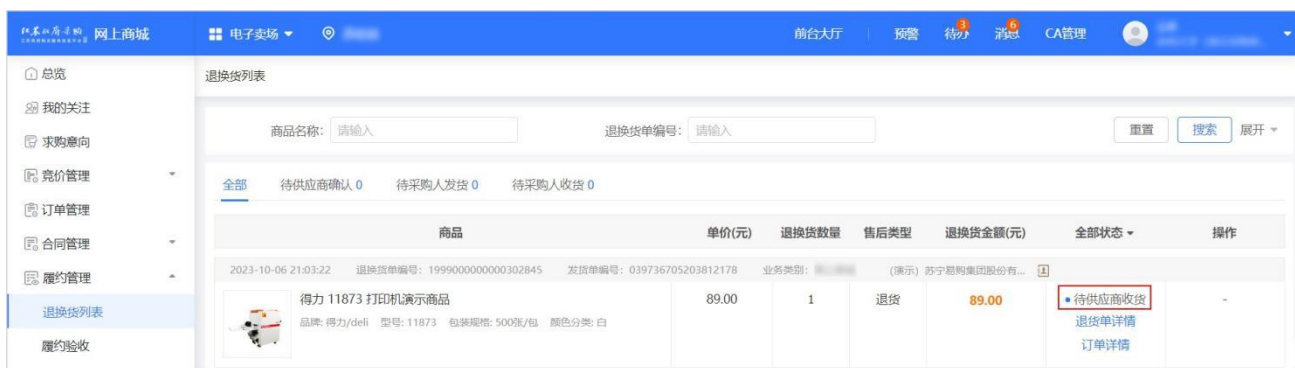 网上商城
电子卖场
前台大厅 预警 待办 3 消息 6 CA管理
总览
我的关注
求购意向
竞价管理
订单管理
合同管理
履约管理
退换货列表
履约验收
退换货列表
商品名称: 请输入 退换货单编号: 请输入 重置 搜索 展开
全部 待供应商确认 0 待采购人发货 0 待采购人收货 0
商品 单价(元) 退换货数量 售后类型 退换货金额(元) 全部状态 操作
2023-10-06 21:03:22 退换货单编号: 1999000000000302845 发货单编号: 039736705203812178 业务类别: (演示) 苏宁易购集团股份有...
得力 11873 打印机演示商品 89.00 1 退货 89.00 待供应商收货 -
品牌: 得力/deli 型号: 11873 包装规格: 500张/包 颜色分类: 白
退货单详情
订单详情